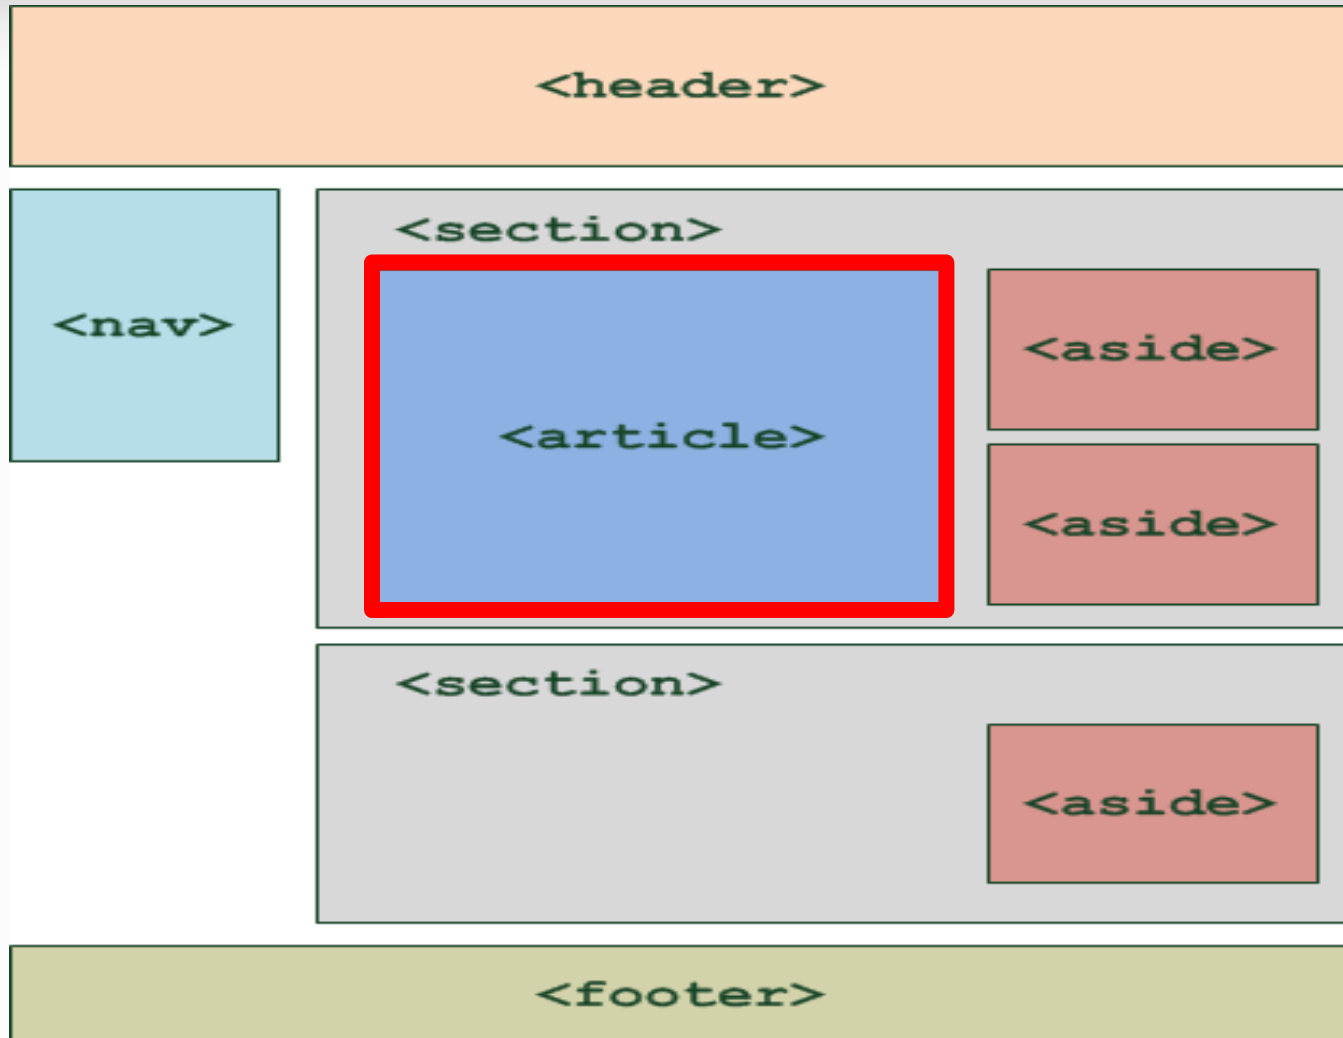 <header>
<section>
<nav>
<article>
<aside>
<aside>
<section>
<aside>
<footer>